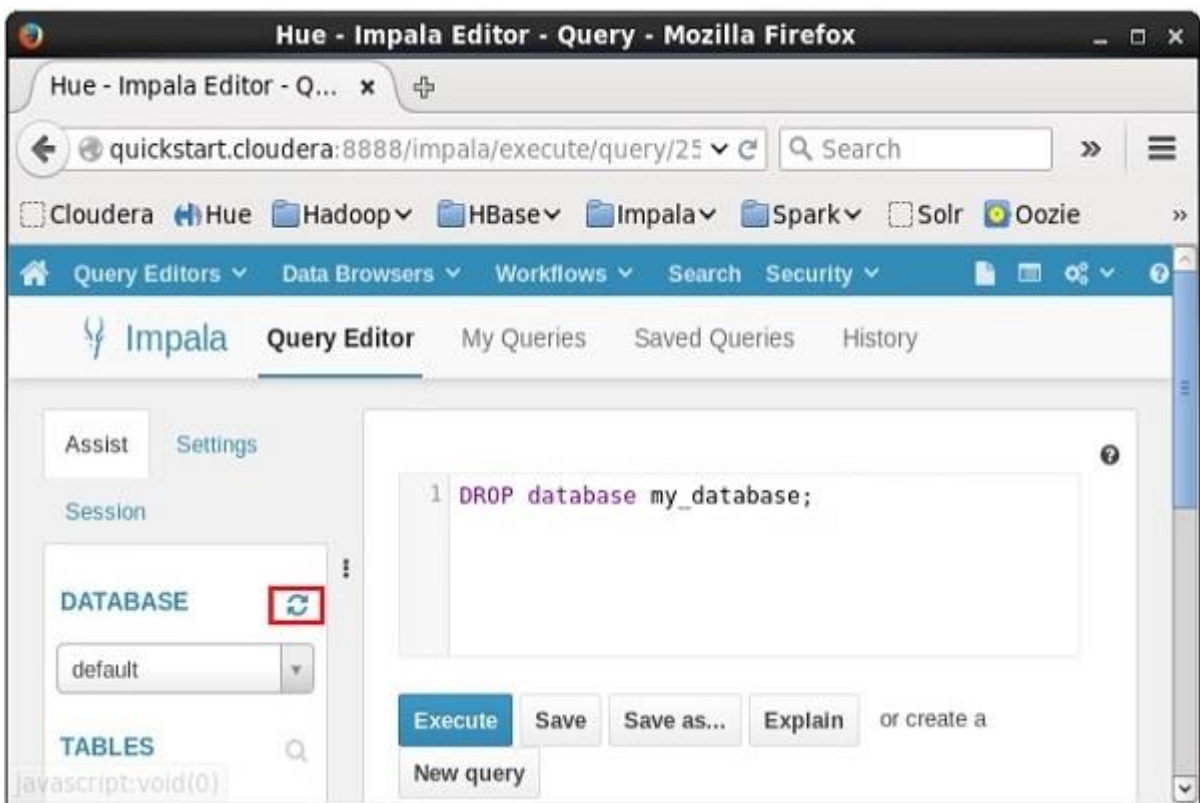 Hue - Impala Editor - Query - Mozilla Firefox
Hue - Impala Editor - Q...
quickstart.cloudera:8888/impala/execute/query/25
Search
Cloudera Hue Hadoop HBase Impala Spark Solr Oozie
Query Editors Data Browsers Workflows Search Security
Impala Query Editor My Queries Saved Queries History
Assist Settings
Session
1 DROP database my_database;
DATABASE
default
Execute Save Save as... Explain or create a
New query
TABLES
javascript:void(0)